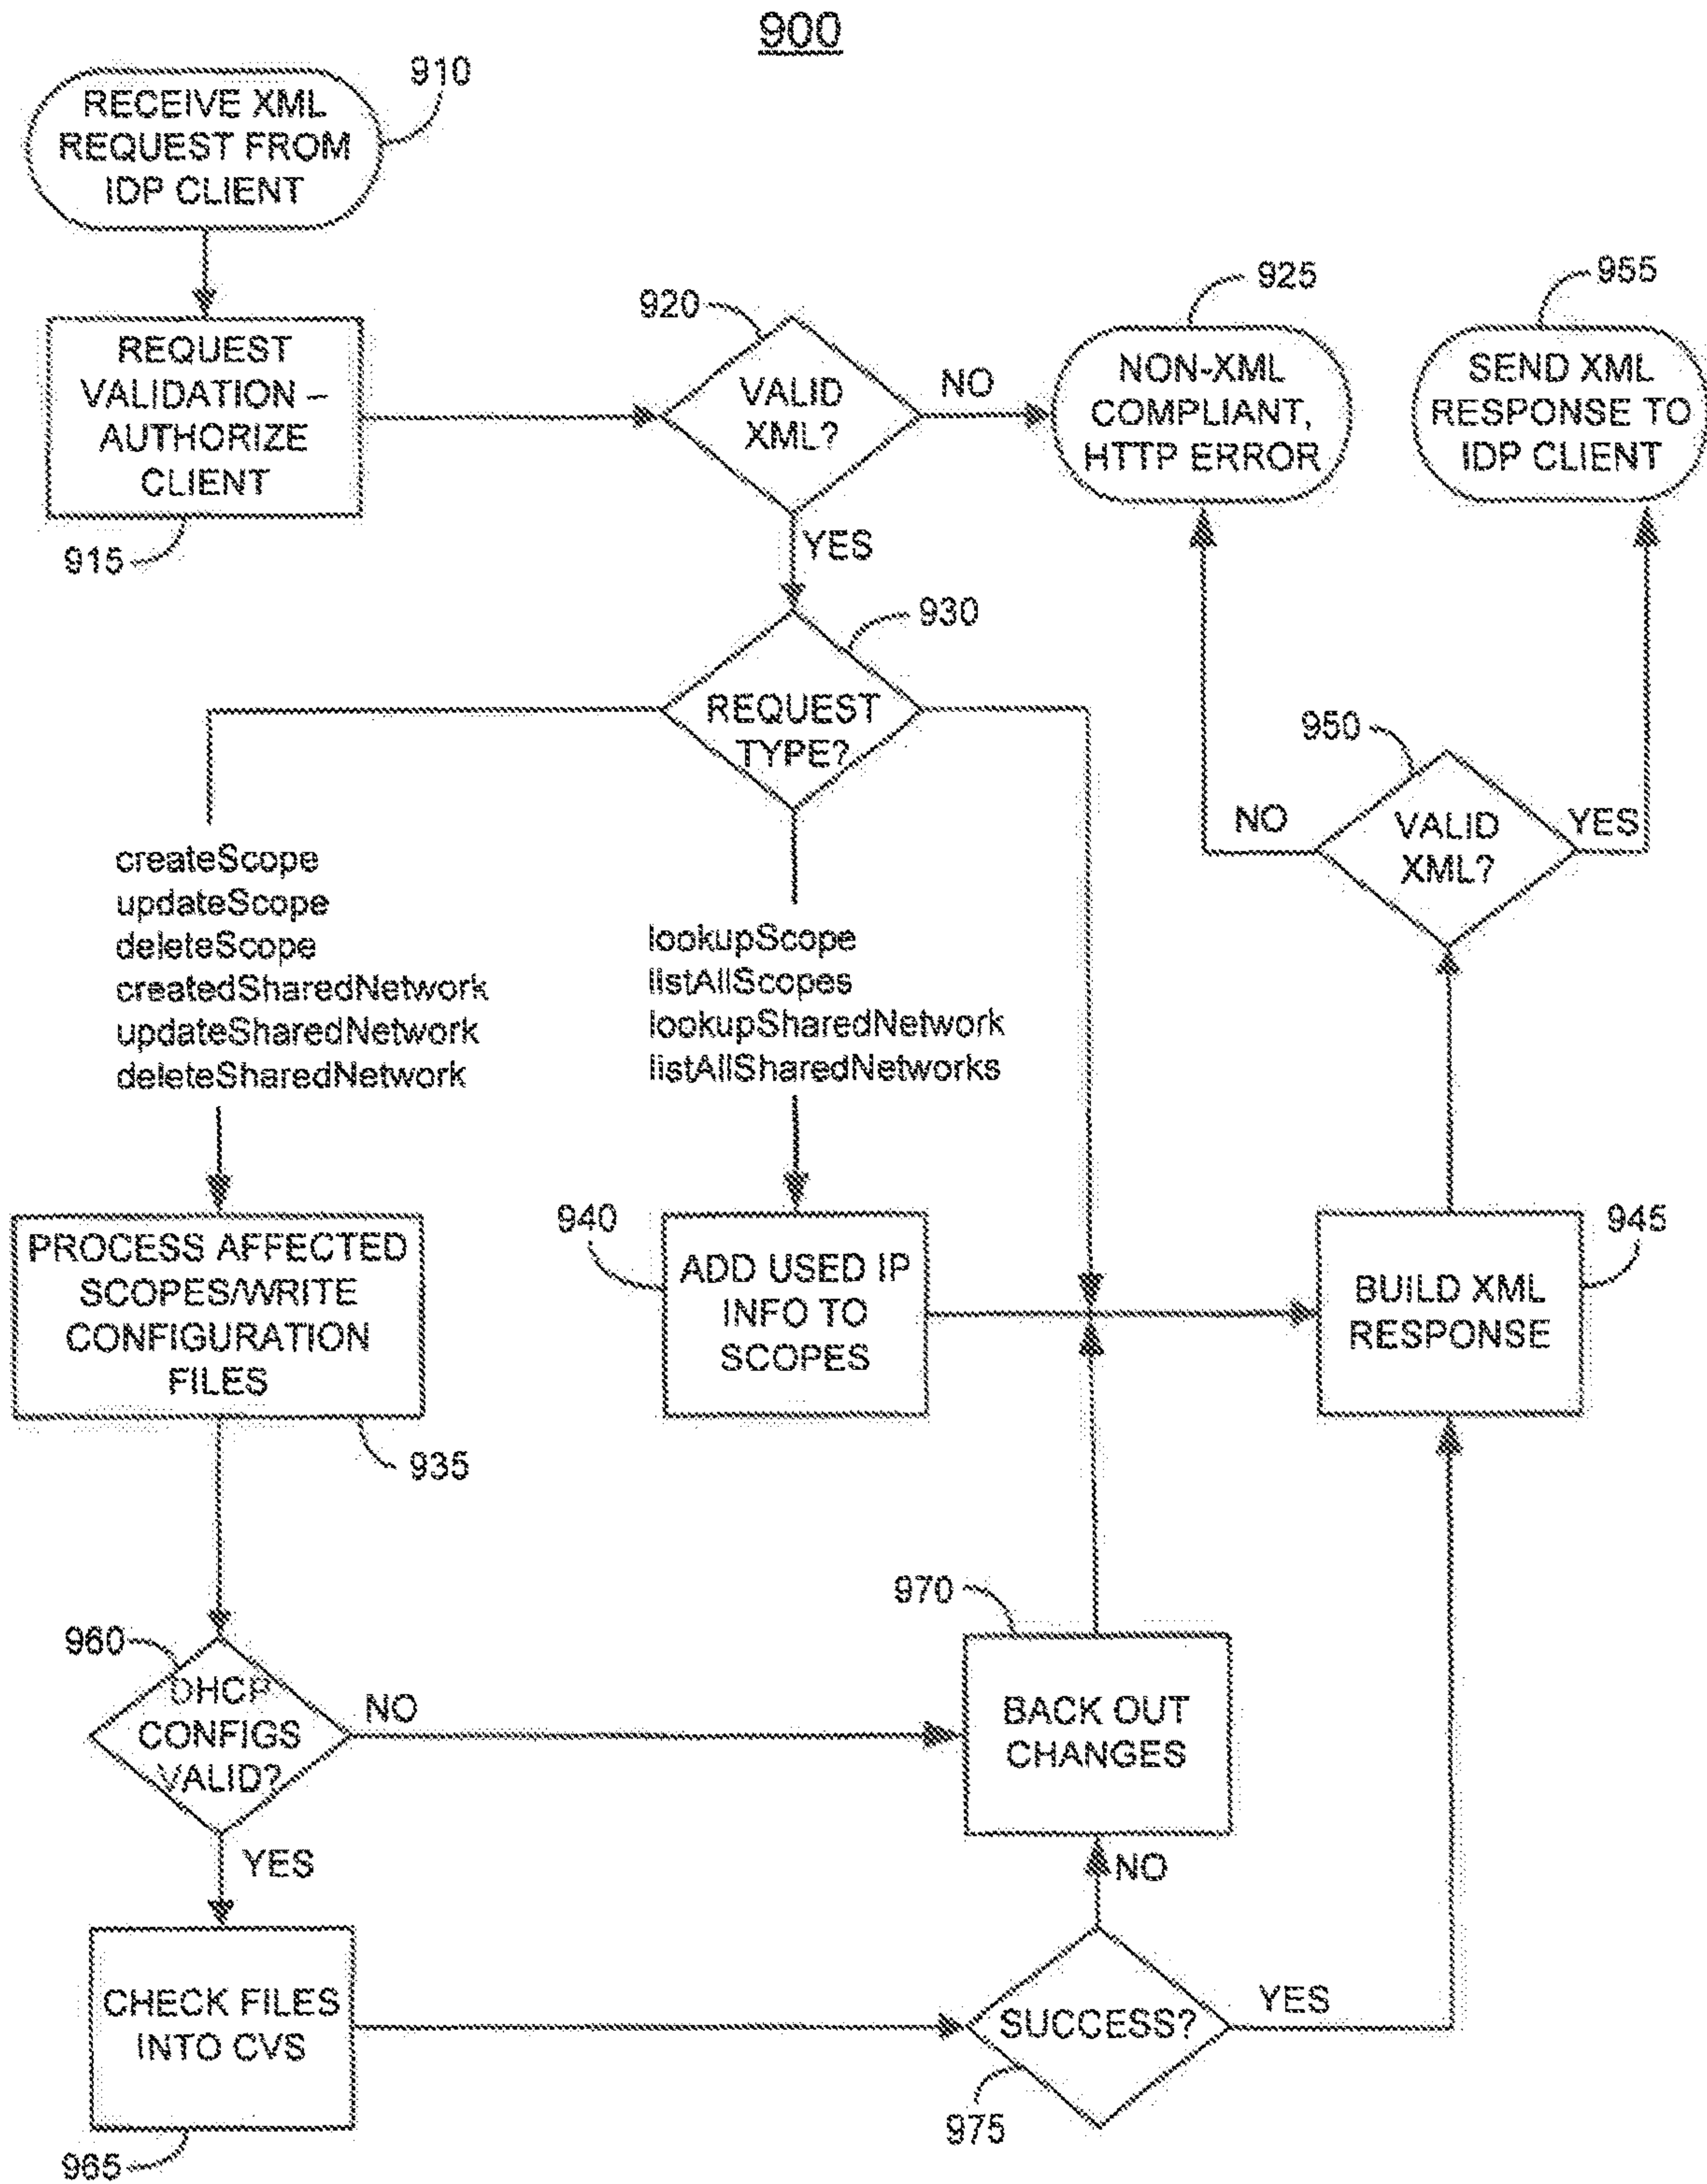 900
910
RECEIVE XML
REQUEST FROM
IDP CLIENT
REQUEST
VALIDATION –
AUTHORIZE
CLIENT
915
920
VALID
XML?
NO
YES
925
NON-XML
COMPLIANT,
HTTP ERROR
955
SEND XML
RESPONSE TO
IDP CLIENT
930
REQUEST
TYPE?
950
VALID
XML?
NO
YES
createScope
updateScope
deleteScope
createdSharedNetwork
updateSharedNetwork
deleteSharedNetwork
lookupScope
listAllScopes
lookupSharedNetwork
listAllSharedNetworks
PROCESS AFFECTED
SCOPES/WRITE
CONFIGURATION
FILES
935
940
ADD USED IP
INFO TO
SCOPES
945
BUILD XML
RESPONSE
960
DHCP
CONFIGS
VALID?
NO
YES
970
BACK OUT
CHANGES
NO
CHECK FILES
INTO CVS
965
SUCCESS?
YES
975